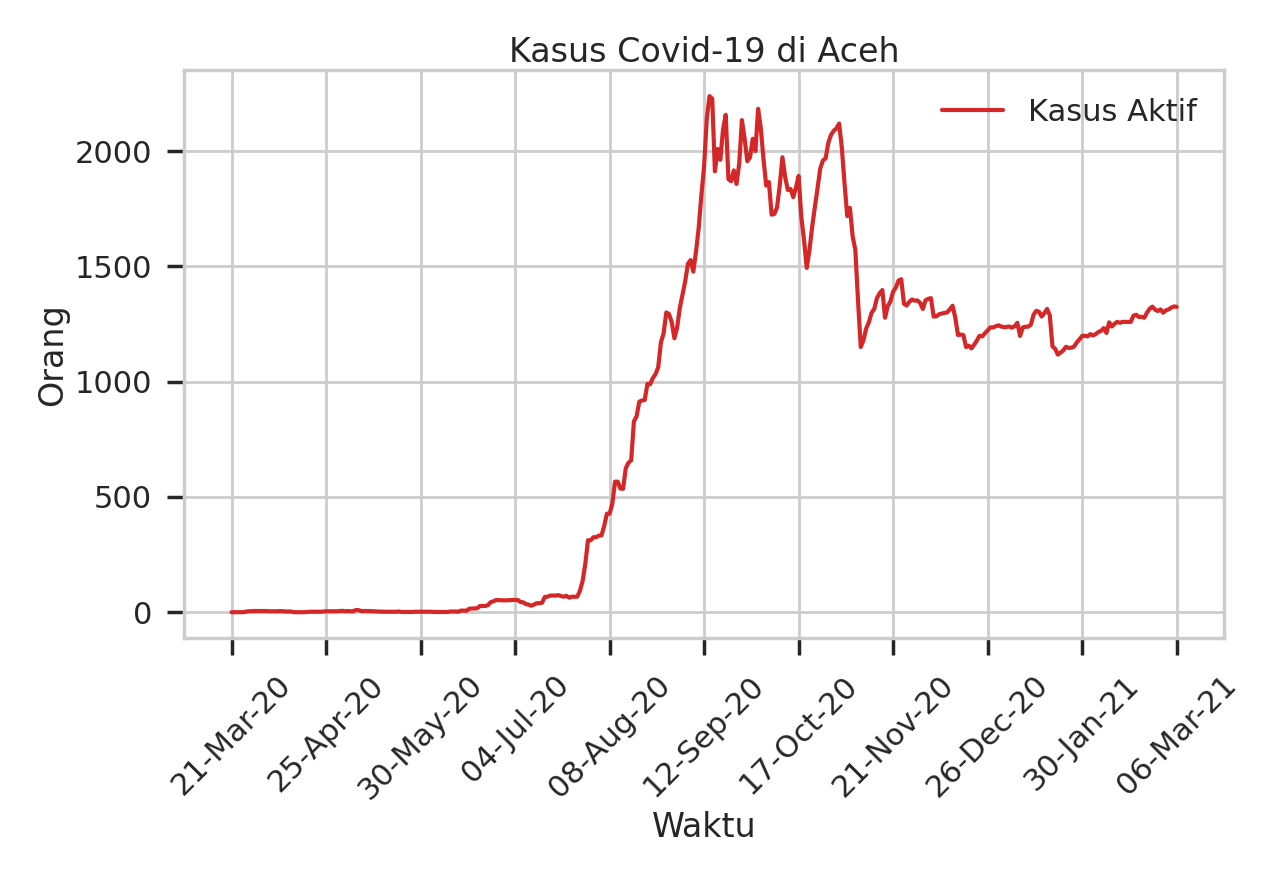 Kasus Covid-19 di Aceh
Kasus Aktif
Orang
2000
1500
1000
500
0
21-Mar-20
25-Apr-20
30-May-20
04-Jul-20
08-Aug-20
12-Sep-20
17-Oct-20
21-Nov-20
26-Dec-20
30-Jan-21
06-Mar-21
Waktu